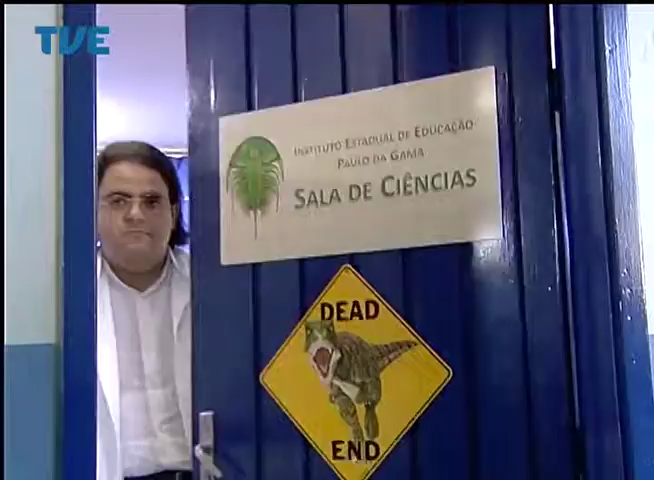 TVE
INSTITUTO ESTADUAL DE EDUCAÇÃO
PAULO DA GAMA
SALA DE CIÊNCIAS
DEAD
END